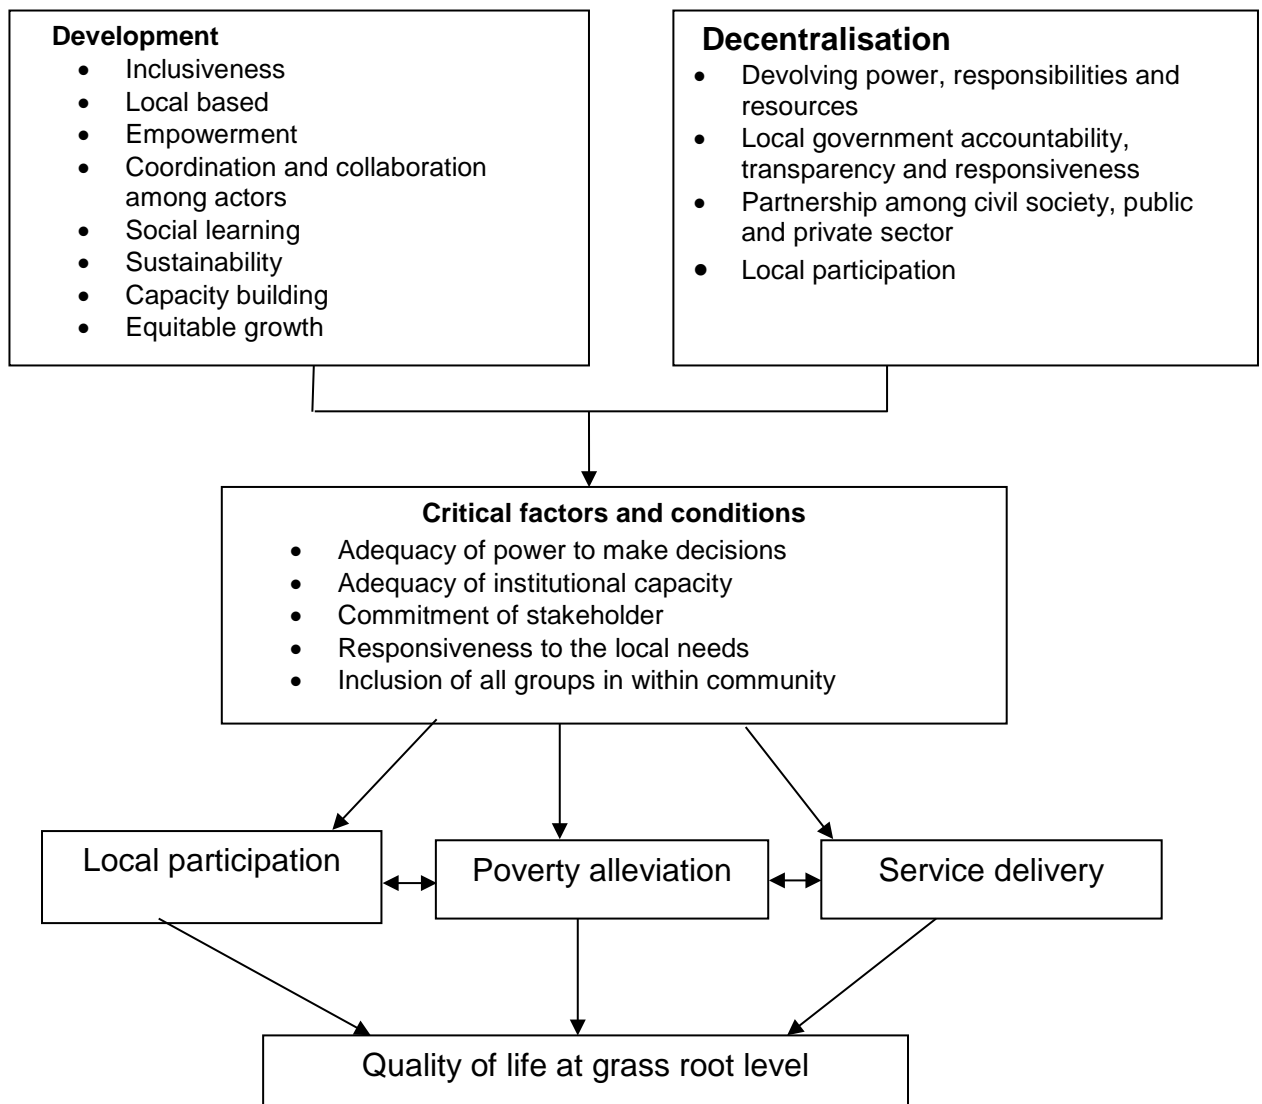 Development
• Inclusiveness
• Local based
• Empowerment
• Coordination and collaboration
among actors
• Social learning
• Sustainability
• Capacity building
• Equitable growth
Decentralisation
• Devolving power, responsibilities and
resources
• Local government accountability,
transparency and responsiveness
• Partnership among civil society, public
and private sector
• Local participation
Critical factors and conditions
• Adequacy of power to make decisions
• Adequacy of institutional capacity
• Commitment of stakeholder
• Responsiveness to the local needs
• Inclusion of all groups in within community
Local participation
Poverty alleviation
Service delivery
Quality of life at grass root level